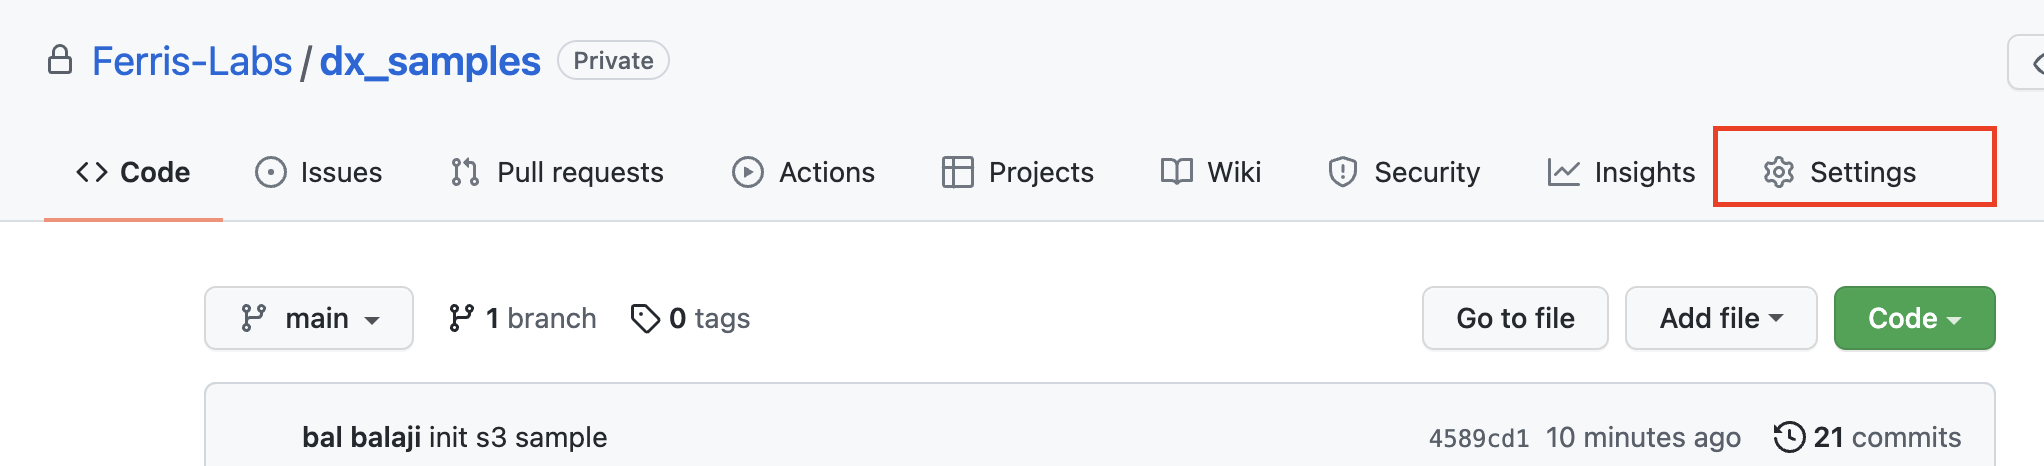 Ferris-Labs / dx_samples Private
Code Issues Pull requests Actions Projects Wiki Security Insights Settings
main 1 branch 0 tags Go to file Add file Code
bal balaji init s3 sample 4589cd1 10 minutes ago 21 commits